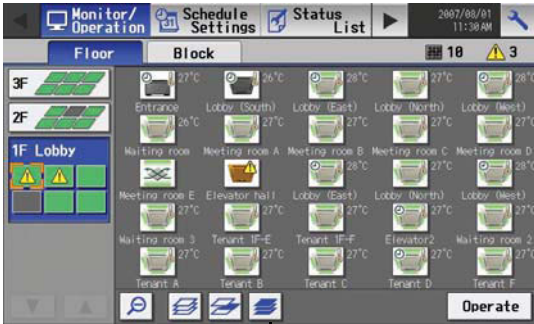 Monitor/ Operation
Schedule Settings
Status List
2007/08/01 11:30 AM
Floor
Block
10
3
3F
2F
1F Lobby
27°C 26°C 28°C 27°C 28°C
Entrance Lobby (South) Lobby (East) Lobby (North) Lobby (West)
26°C 27°C 27°C 27°C 27°C
Waiting room Meeting room A Meeting room B Meeting room C Meeting room D
28°C 27°C 28°C
Meeting room E Elevator hall Lobby (East) Lobby (North) Lobby (West)
27°C 27°C 27°C 27°C 27°C
Waiting room 3 Tenant 1F-E Tenant 1F-F Elevator2 Waiting room 2
27°C 27°C 27°C 27°C 27°C
Tenant A Tenant B Tenant C Tenant D Tenant F
Operate